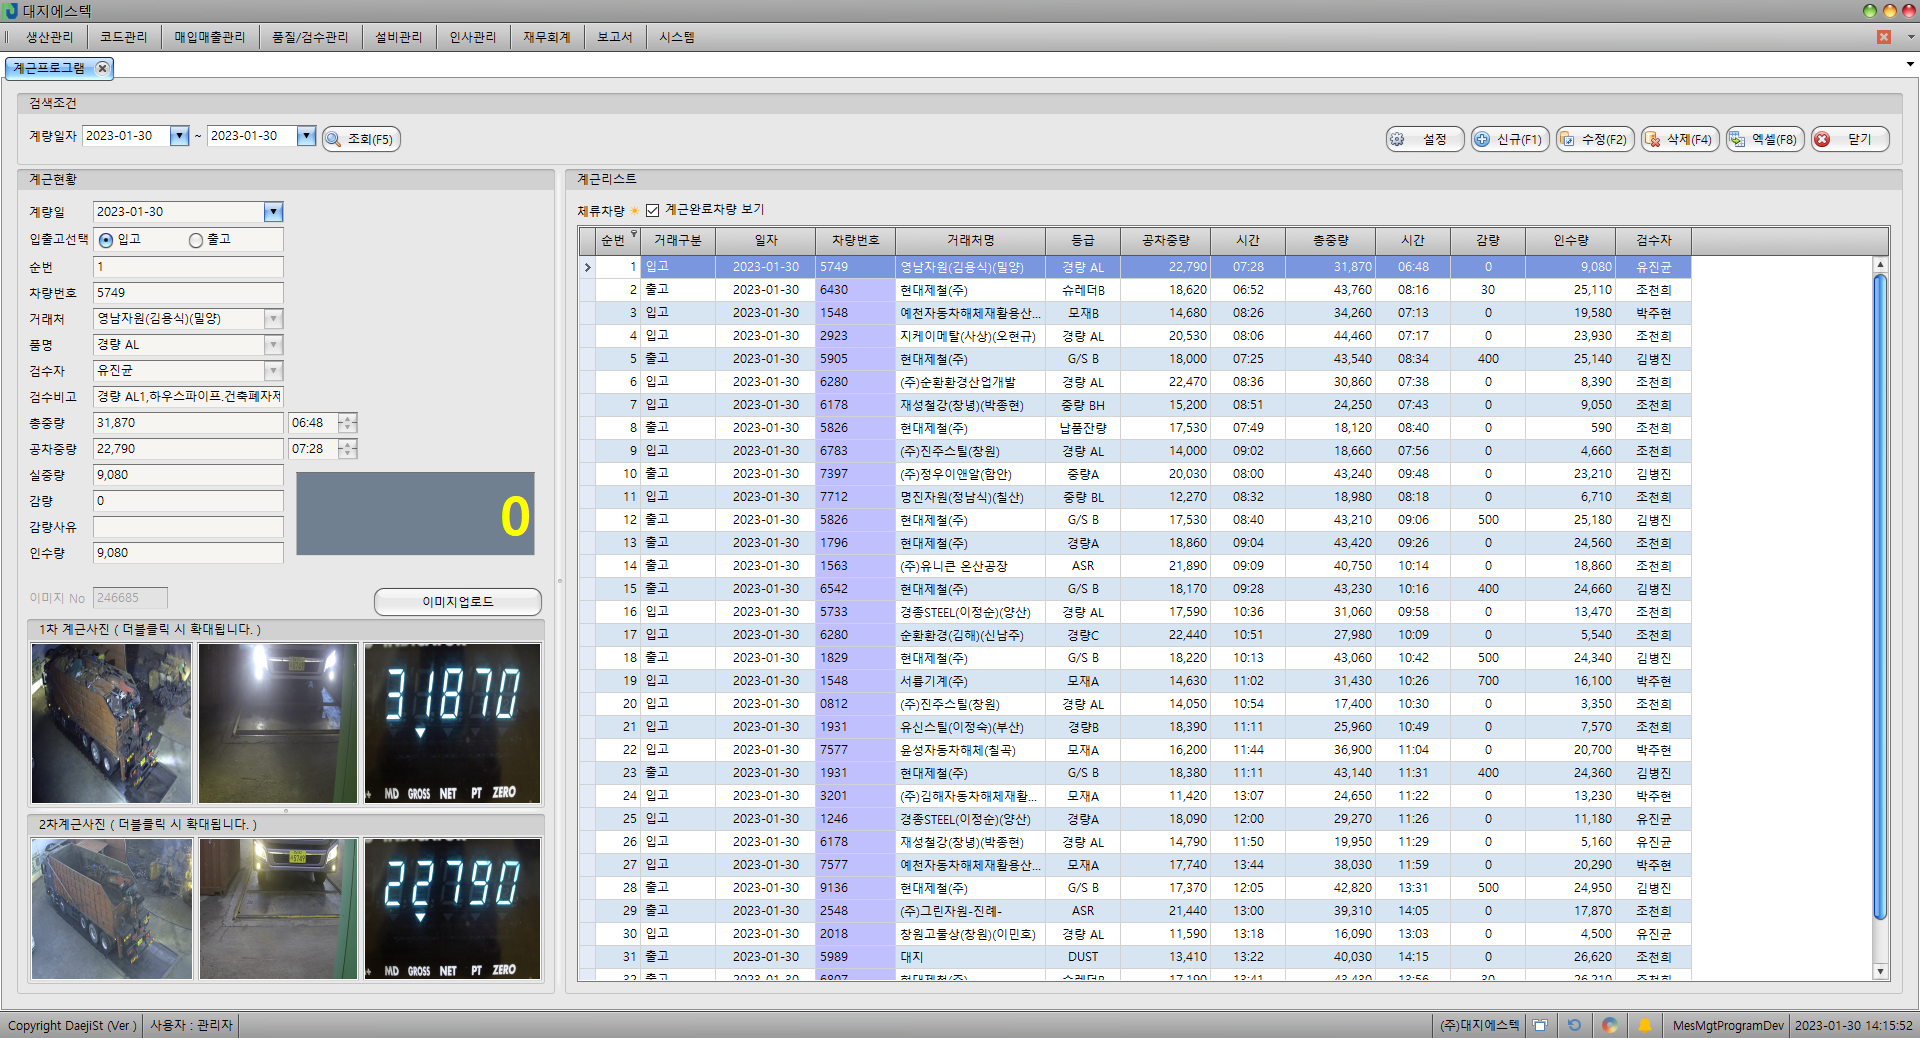 대지에스텍
생산관리 코드관리 매입매출관리 품질/검수관리 설비관리 인사관리 재무회계 보고서 시스템
계근프로그램
검색조건
계량일자 2023-01-30 ~ 2023-01-30 조회(F5) 설정 신규(F1) 수정(F2) 삭제(F4) 엑셀(F8) 닫기
계근현황
계량일 2023-01-30
입출고선택 입고 출고
순번 1
차량번호 5749
거래처 영남자원(김용식)(밀양)
품명 경량 AL
검수자 유진균
검수비고 경량 AL1,하우스파이프.건축폐자제
총중량 31,870 06:48
공차중량 22,790 07:28
실중량 9,080
감량 0
0
감량사유
인수량 9,080
이미지 No 246685
이미지업로드
1차 계근사진 ( 더블클릭 시 확대됩니다. )
31870
MD GROSS NET PT ZERO
2차계근사진 ( 더블클릭 시 확대됩니다. )
22790
MD GROSS NET PT ZERO
계근리스트
체류차량 계근완료차량 보기
순번 거래구분 일자 차량번호 거래처명 등급 공차중량 시간 총중량 시간 감량 인수량 검수자
1 입고 2023-01-30 5749 영남자원(김용식)(밀양) 경량 AL 22,790 07:28 31,870 06:48 0 9,080 유진균
2 출고 2023-01-30 6430 현대제철(주) 슈레더B 18,620 06:52 43,760 08:16 30 25,110 조천희
3 입고 2023-01-30 1548 예천자동차해체재활용산... 모재B 14,680 08:26 34,260 07:13 0 19,580 박주현
4 입고 2023-01-30 2923 지케이메탈(사상)(오현규) 경량 AL 20,530 08:06 44,460 07:17 0 23,930 조천희
5 출고 2023-01-30 5905 현대제철(주) G/S B 18,000 07:25 43,540 08:34 400 25,140 김병진
6 입고 2023-01-30 6280 (주)순환환경산업개발 경량 AL 22,470 08:36 30,860 07:38 0 8,390 조천희
7 입고 2023-01-30 6178 재성철강(창녕)(박종현) 중량 BH 15,200 08:51 24,250 07:43 0 9,050 조천희
8 출고 2023-01-30 5826 현대제철(주) 납품잔량 17,530 07:49 18,120 08:40 0 590 조천희
9 입고 2023-01-30 6783 (주)진주스틸(창원) 경량 AL 14,000 09:02 18,660 07:56 0 4,660 조천희
10 출고 2023-01-30 7397 (주)정우이앤알(함안) 중량A 20,030 08:00 43,240 09:48 0 23,210 김병진
11 입고 2023-01-30 7712 명진자원(정남식)(칠산) 중량 BL 12,270 08:32 18,980 08:18 0 6,710 조천희
12 출고 2023-01-30 5826 현대제철(주) G/S B 17,530 08:40 43,210 09:06 500 25,180 김병진
13 출고 2023-01-30 1796 현대제철(주) 경량A 18,860 09:04 43,420 09:26 0 24,560 조천희
14 출고 2023-01-30 1563 (주)유니큰 온산공장 ASR 21,890 09:09 40,750 10:14 0 18,860 조천희
15 출고 2023-01-30 6542 현대제철(주) G/S B 18,170 09:28 43,230 10:16 400 24,660 김병진
16 입고 2023-01-30 5733 경종STEEL(이정순)(양산) 경량 AL 17,590 10:36 31,060 09:58 0 13,470 조천희
17 입고 2023-01-30 6280 순환환경(김해)(신남주) 경량C 22,440 10:51 27,980 10:09 0 5,540 조천희
18 출고 2023-01-30 1829 현대제철(주) G/S B 18,220 10:13 43,060 10:42 500 24,340 김병진
19 입고 2023-01-30 1548 서륭기계(주) 모재A 14,630 11:02 31,430 10:26 700 16,100 박주현
20 입고 2023-01-30 0812 (주)진주스틸(창원) 경량 AL 14,050 10:54 17,400 10:30 0 3,350 조천희
21 입고 2023-01-30 1931 유신스틸(이정숙)(부산) 경량B 18,390 11:11 25,960 10:49 0 7,570 조천희
22 입고 2023-01-30 7577 윤성자동차해체(칠곡) 모재A 16,200 11:44 36,900 11:04 0 20,700 박주현
23 출고 2023-01-30 1931 현대제철(주) G/S B 18,380 11:11 43,140 11:31 400 24,360 김병진
24 입고 2023-01-30 3201 (주)김해자동차해체재활... 모재A 11,420 13:07 24,650 11:22 0 13,230 박주현
25 입고 2023-01-30 1246 경종STEEL(이정순)(양산) 경량A 18,090 12:00 29,270 11:26 0 11,180 유진균
26 입고 2023-01-30 6178 재성철강(창녕)(박종현) 경량 AL 14,790 11:50 19,950 11:29 0 5,160 유진균
27 입고 2023-01-30 7577 예천자동차해체재활용산... 모재A 17,740 13:44 38,030 11:59 0 20,290 박주현
28 출고 2023-01-30 9136 현대제철(주) G/S B 17,370 12:05 42,820 13:31 500 24,950 김병진
29 출고 2023-01-30 2548 (주)그린자원-진례- ASR 21,440 13:00 39,310 14:05 0 17,870 조천희
30 입고 2023-01-30 2018 창원고물상(창원)(이민호) 경량 AL 11,590 13:18 16,090 13:03 0 4,500 유진균
31 출고 2023-01-30 5989 대지 DUST 13,410 13:22 40,030 14:15 0 26,620 조천희
32 출고 2023-01-30 6807 현대제철(주) 슈레더B 17,190 13:41 43,430 13:56 30 26,210 조천희
Copyright DaejiSt (Ver ) 사용자 : 관리자 (주)대지에스텍 MesMgtProgramDev 2023-01-30 14:15:52